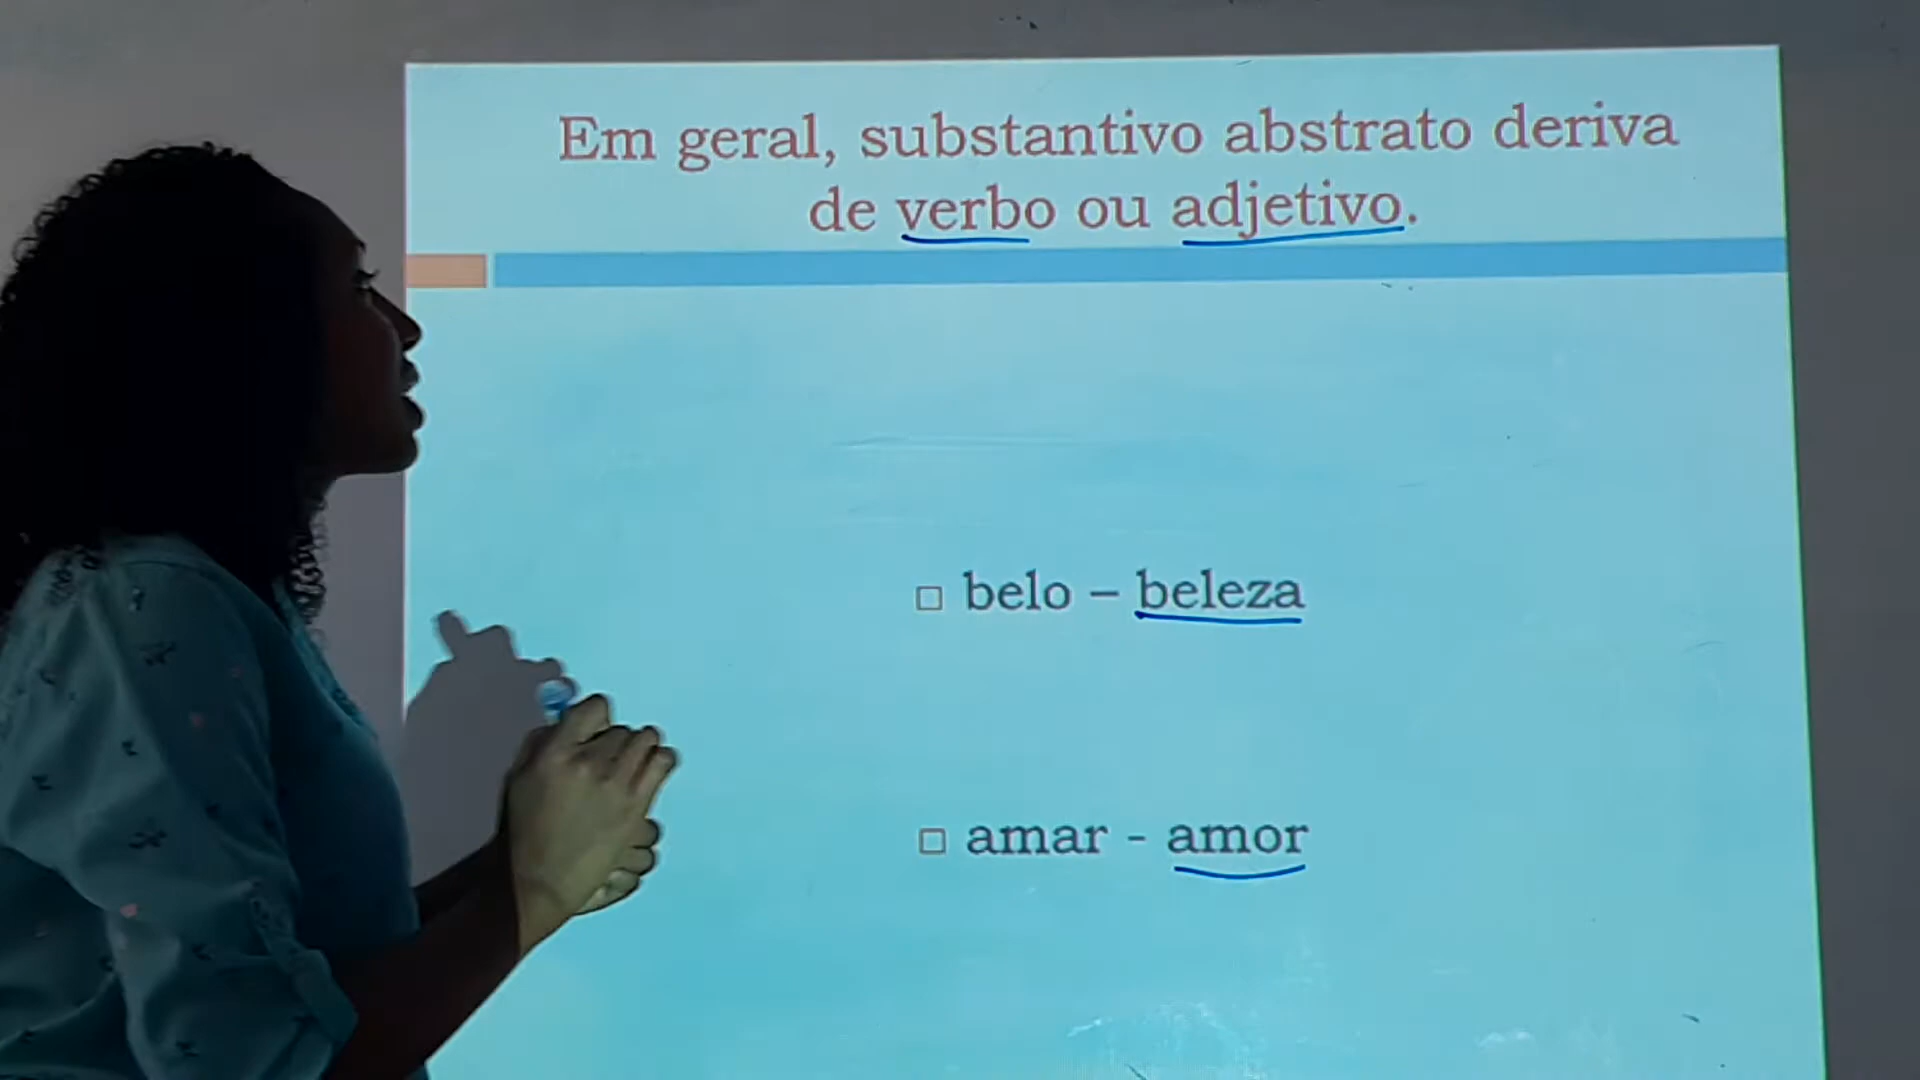 Em geral, substantivo abstrato deriva
de verbo ou adjetivo.
belo – beleza
amar - amor